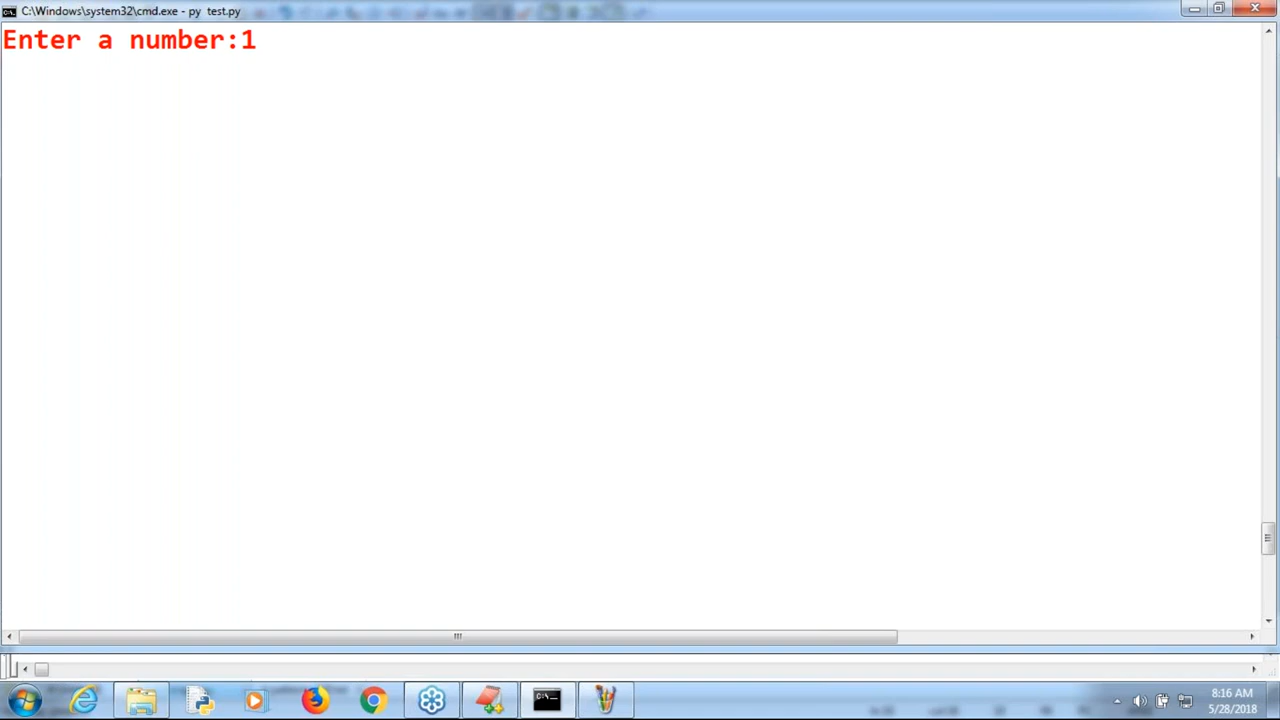 C:\Windows\system32\cmd.exe - py test.py
Enter a number:1
8:16 AM
5/28/2018